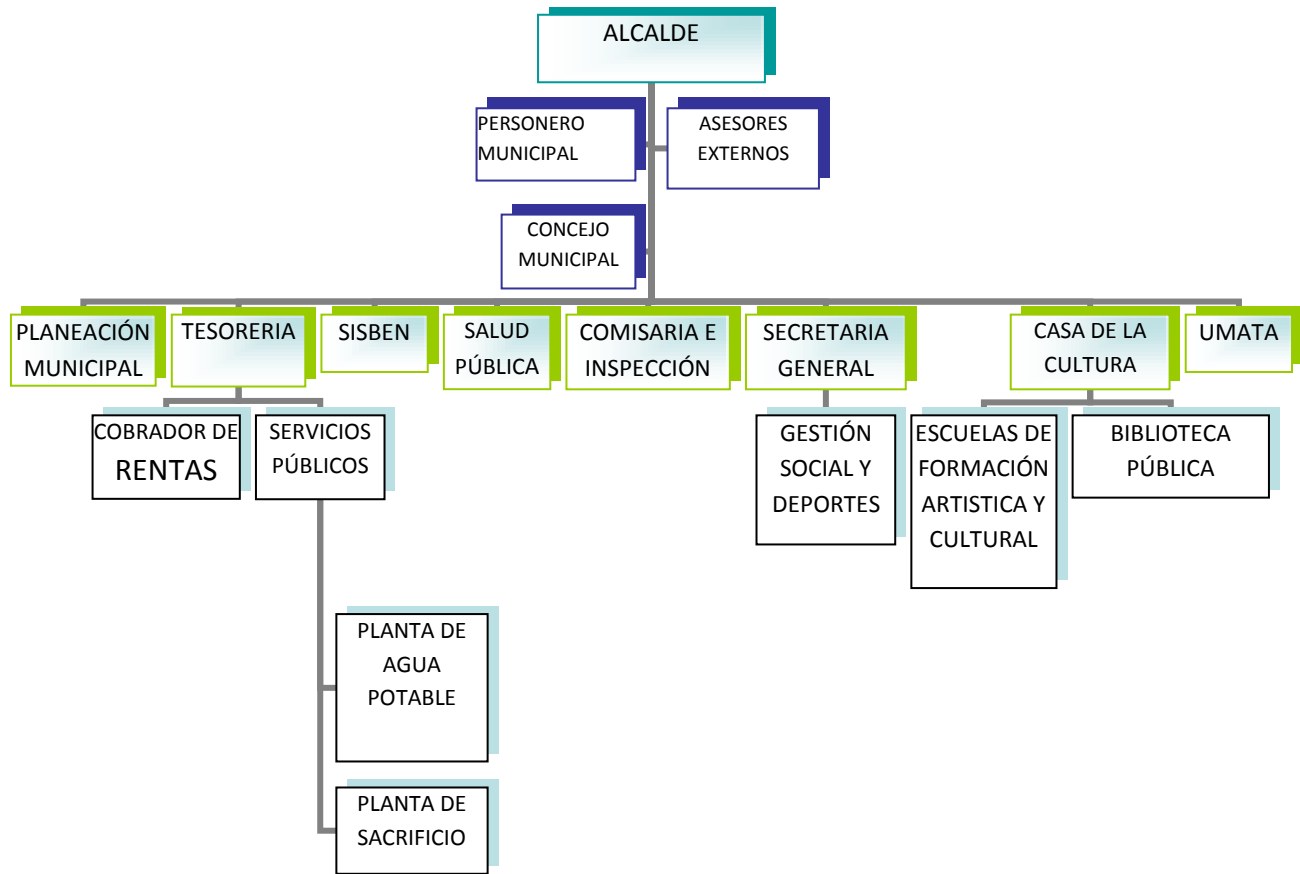 ALCALDE
PERSONERO
MUNICIPAL
ASESORES
EXTERNOS
CONCEJO
MUNICIPAL
PLANEACIÓN
MUNICIPAL
TESORERIA
SISBEN
SALUD
PÚBLICA
COMISARIA E
INSPECCIÓN
SECRETARIA
GENERAL
CASA DE LA
CULTURA
UMATA
COBRADOR DE
RENTAS
SERVICIOS
PÚBLICOS
GESTIÓN
SOCIAL Y
DEPORTES
ESCUELAS DE
FORMACIÓN
ARTISTICA Y
CULTURAL
BIBLIOTECA
PÚBLICA
PLANTA DE
AGUA
POTABLE
PLANTA DE
SACRIFICIO